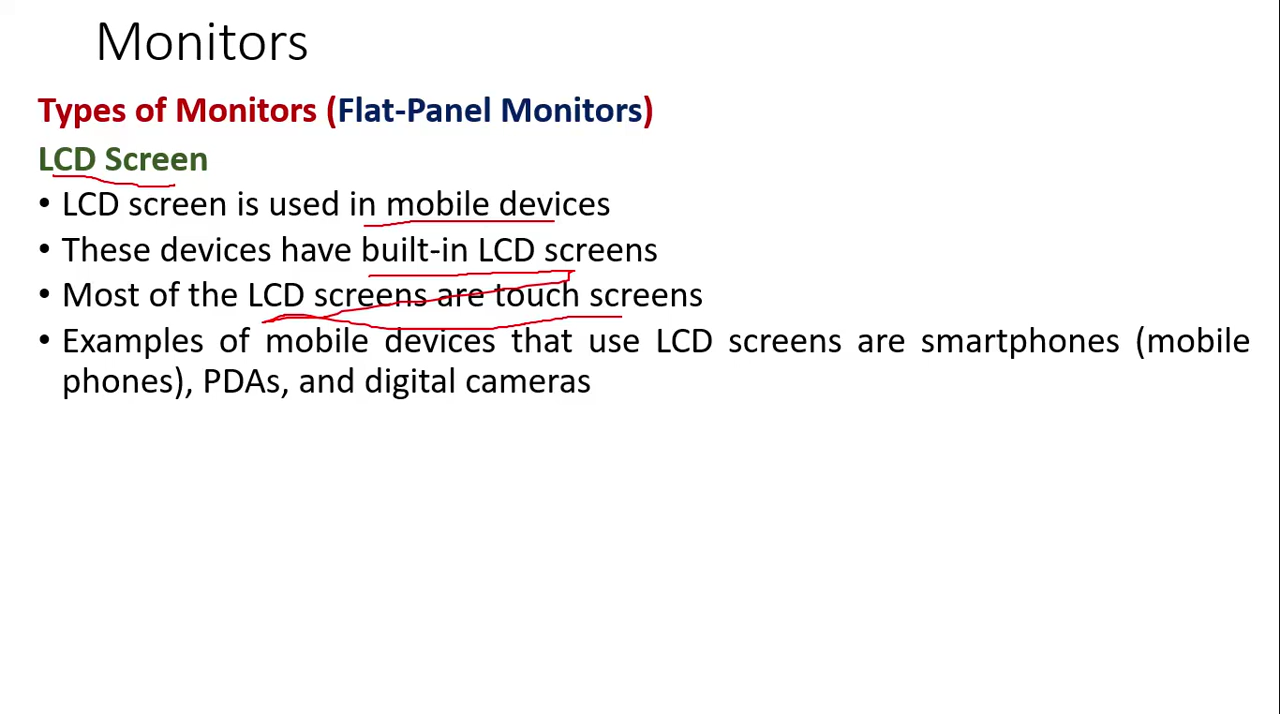 Monitors
Types of Monitors (Flat-Panel Monitors)
LCD Screen
• LCD screen is used in mobile devices
• These devices have built-in LCD screens
• Most of the LCD screens are touch screens
• Examples of mobile devices that use LCD screens are smartphones (mobile
phones), PDAs, and digital cameras